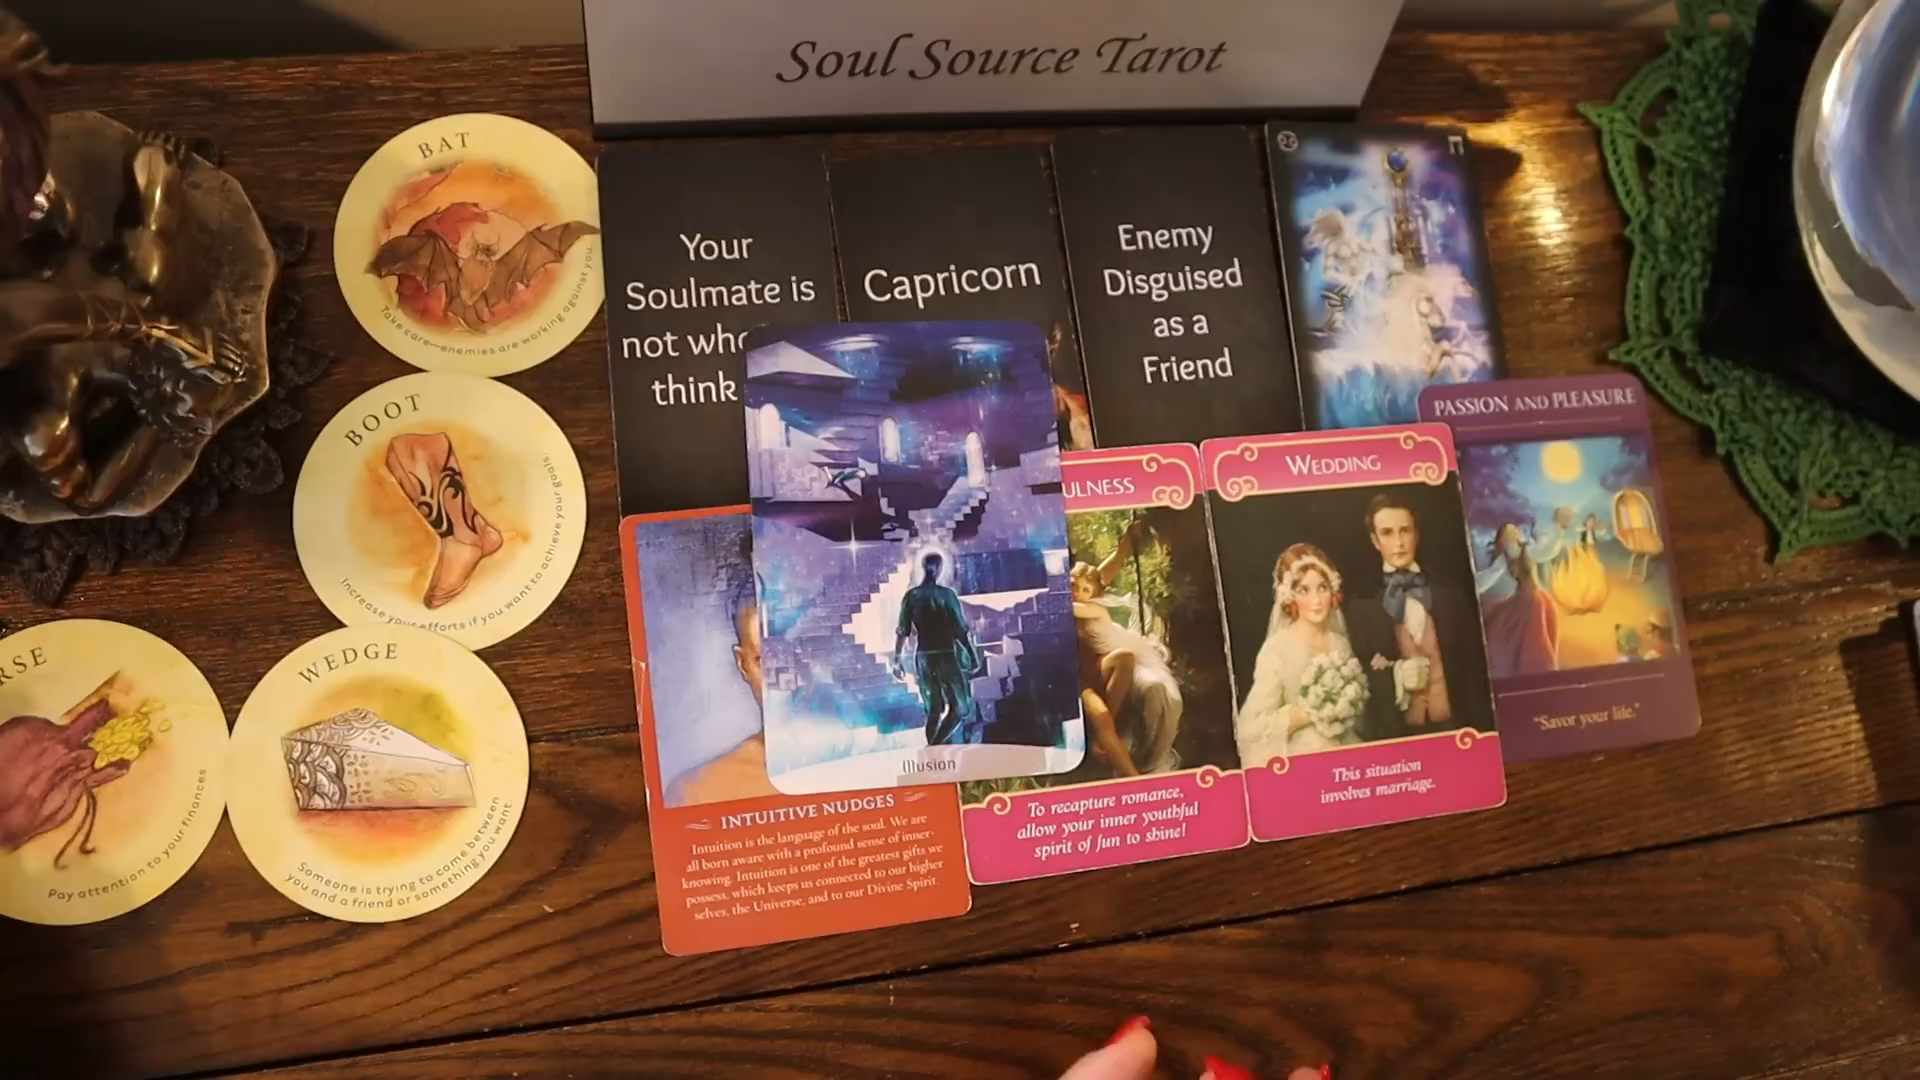 Soul Source Tarot
BAT
Take care—enemies are working against you.
BOOT
Increase your efforts if you want to achieve your goals.
RSE
Pay attention to your finances
WEDGE
Someone is trying to come between
you and a friend or something you want.
Your
Soulmate is
not who
think
Capricorn
Enemy
Disguised
as a
Friend
PASSION AND PLEASURE
"Savor your life."
Illusion
INTUITIVE NUDGES
Intuition is the language of the soul. We are
all born aware with a profound sense of inner-
knowing. Intuition is one of the greatest gifts we
possess, which keeps us connected to our higher
selves, the Universe, and to our Divine Spirit.
ULNESS
To recapture romance,
allow your inner youthful
spirit of fun to shine!
WEDDING
This situation
involves marriage.